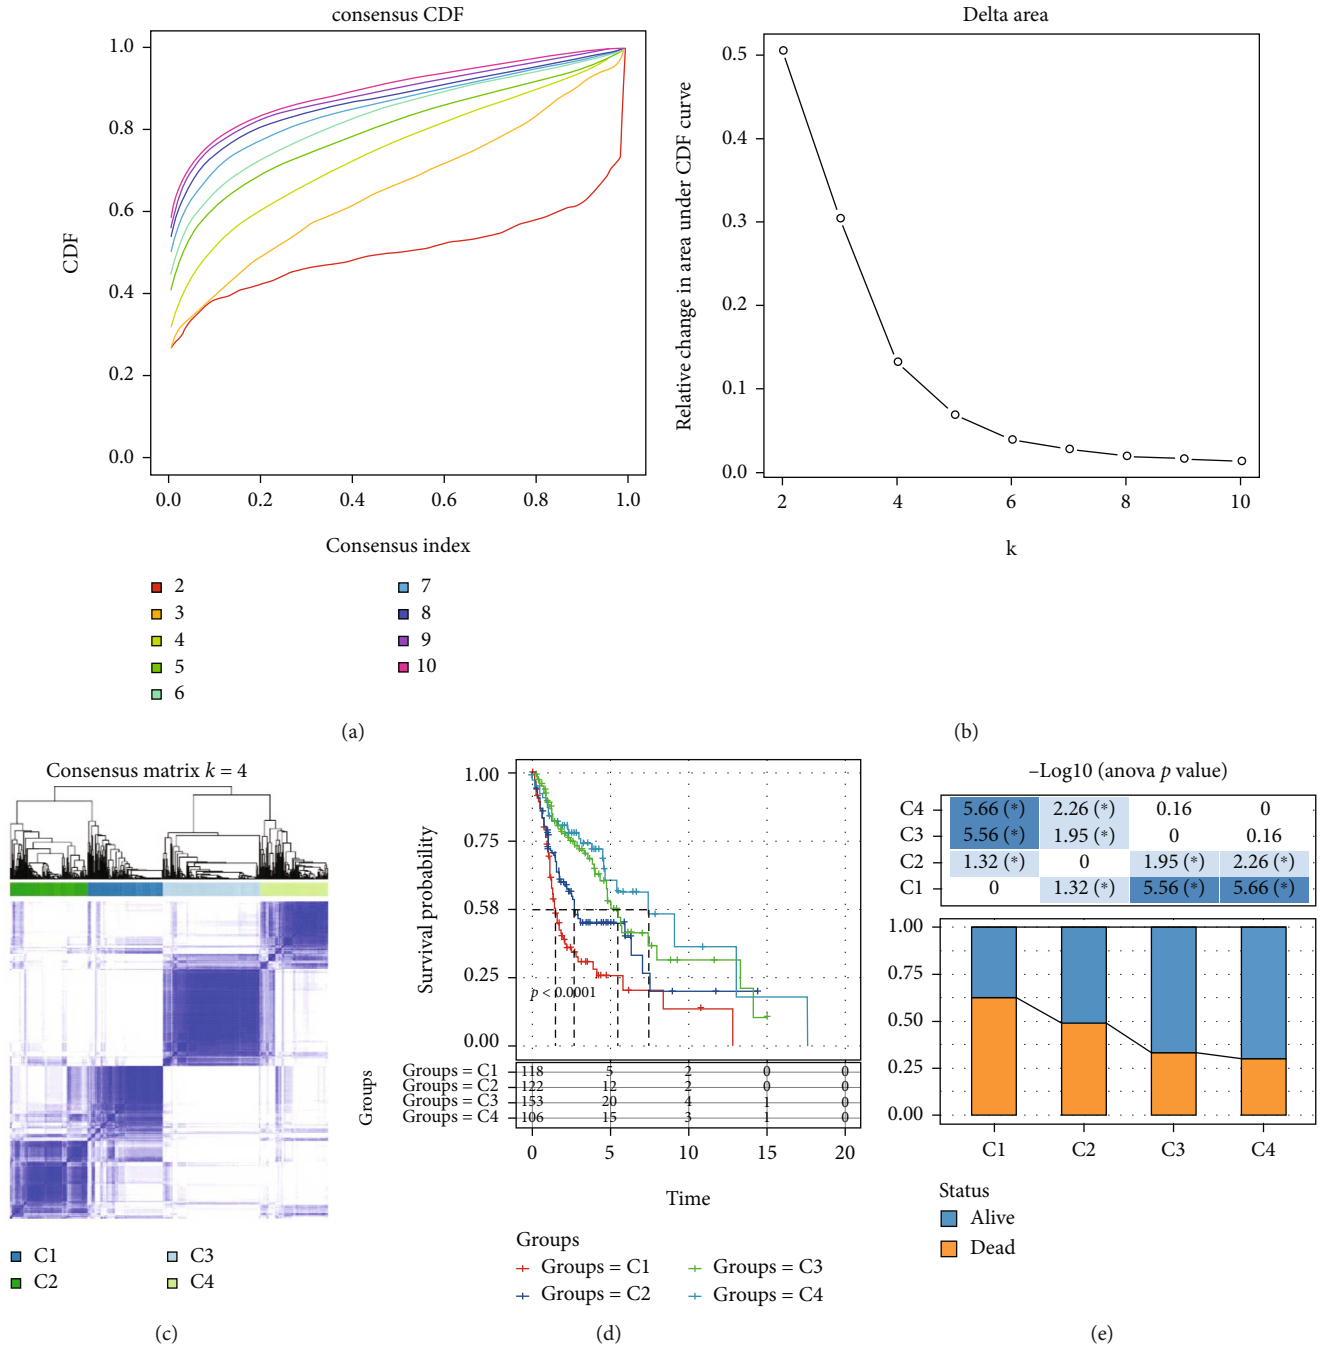 consensus CDF
1.0
0.8
0.6
0.4
0.2
0.0
CDF
0.0 0.2 0.4 0.6 0.8 1.0
Consensus index
2
3
4
5
6
7
8
9
10
(a)
Delta area
0.5
0.4
0.3
0.2
0.1
0.0
Relative change in area under CDF curve
2 4 6 8 10
k
(b)
Consensus matrix k = 4
C1
C2
C3
C4
(c)
1.00
0.75
0.58
0.25
0.00
Survival probability
p < 0.0001
Groups
Groups = C1 118 5 2 0 0
Groups = C2 122 12 2 0 0
Groups = C3 153 20 4 1 0
Groups = C4 106 15 3 1 0
0 5 10 15 20
Time
Groups
Groups = C1
Groups = C2
Groups = C3
Groups = C4
(d)
–Log10 (anova p value)
C4 5.66 (*) 2.26 (*) 0.16 0
C3 5.56 (*) 1.95 (*) 0 0.16
C2 1.32 (*) 0 1.95 (*) 2.26 (*)
C1 0 1.32 (*) 5.56 (*) 5.66 (*)
1.00
0.75
0.50
0.25
0.00
C1 C2 C3 C4
Status
Alive
Dead
(e)